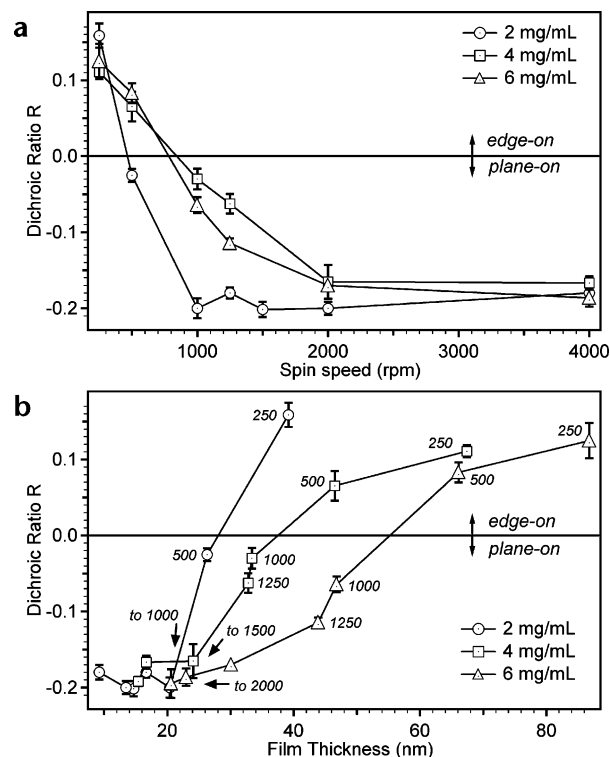 a
2 mg/mL
4 mg/mL
6 mg/mL
0.1
0.0
-0.1
-0.2
Dichroic Ratio R
edge-on
plane-on
1000
2000
3000
4000
Spin speed (rpm)
b
250
250
250
0.1
500
500
0.0
Dichroic Ratio R
edge-on
plane-on
500
1000
1250
1000
1250
-0.1
to 1000
to 1500
to 2000
2 mg/mL
4 mg/mL
6 mg/mL
-0.2
20
40
60
80
Film Thickness (nm)